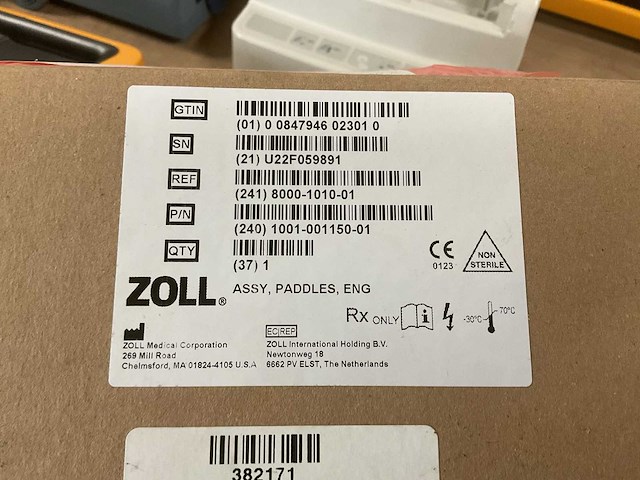 GTIN
(01) 0 0847946 02301 0
SN
(21) U22F059891
REF
(241) 8000-1010-01
P/N
(240) 1001-001150-01
QTY
(37) 1
CE
0123
NON
STERILE
ZOLL®
ASSY, PADDLES, ENG
Rx ONLY
i
-30°C
70°C
ZOLL Medical Corporation
269 Mill Road
Chelmsford, MA 01824-4105 U.S.A
EC REP
ZOLL International Holding B.V.
Newtonweg 18
6662 PV ELST, The Netherlands
382171